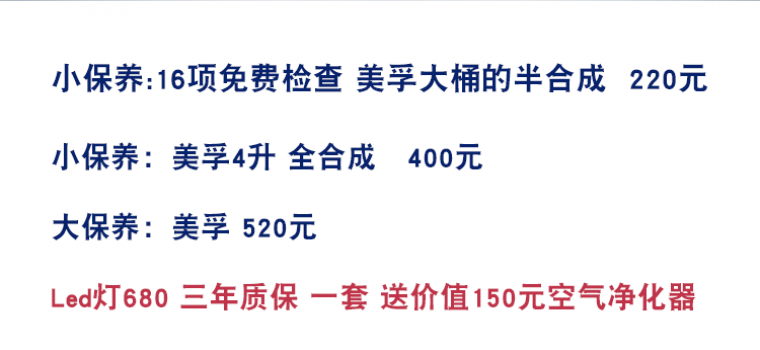 小保养:16项免费检查 美孚大桶的半合成 220元
小保养：美孚4升 全合成 400元
大保养：美孚 520元
Led灯680 三年质保 一套 送价值150元空气净化器